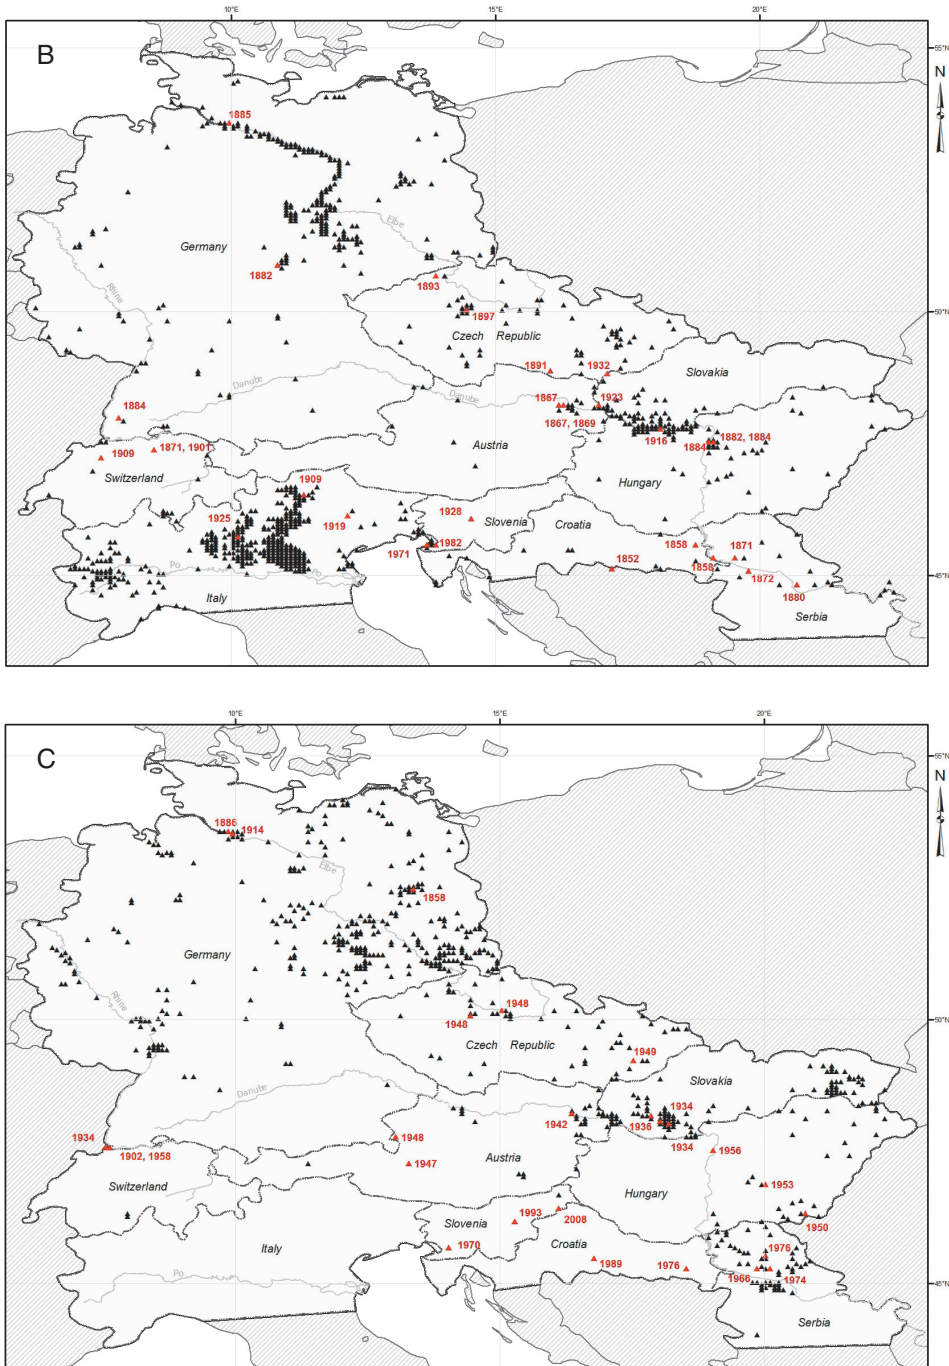 10°E 15°E 20°E
B
55°N
N
1885
Elbe
Germany
1882
1893
Rhine
1897
50°N
Czech Republic
1891 1932
Slovakia
Danube
Danube
1867 1923
1884
1867, 1869
1916
1882, 1884
1884
1871, 1901
Austria
1909
Switzerland
1909
Hungary
1925
1919
1928
Slovenia
Croatia
1971
1982
1858
1871
1852
1858
1872
Po
45°N
1880
Italy
Serbia
10°E 15°E 20°E
C
55°N
N
1886
1914
Elbe
1858
Germany
Rhine
1948
50°N
1948
Czech Republic
1949
Slovakia
Danube
1934
1942
1936
1934
1948
1934
1956
1902, 1958
1947
Austria
1953
Switzerland
Hungary
1993
2008
1950
Slovenia
Croatia
Italy
1970
1976
1989
1976
1966
1974
Po
45°N
Serbia